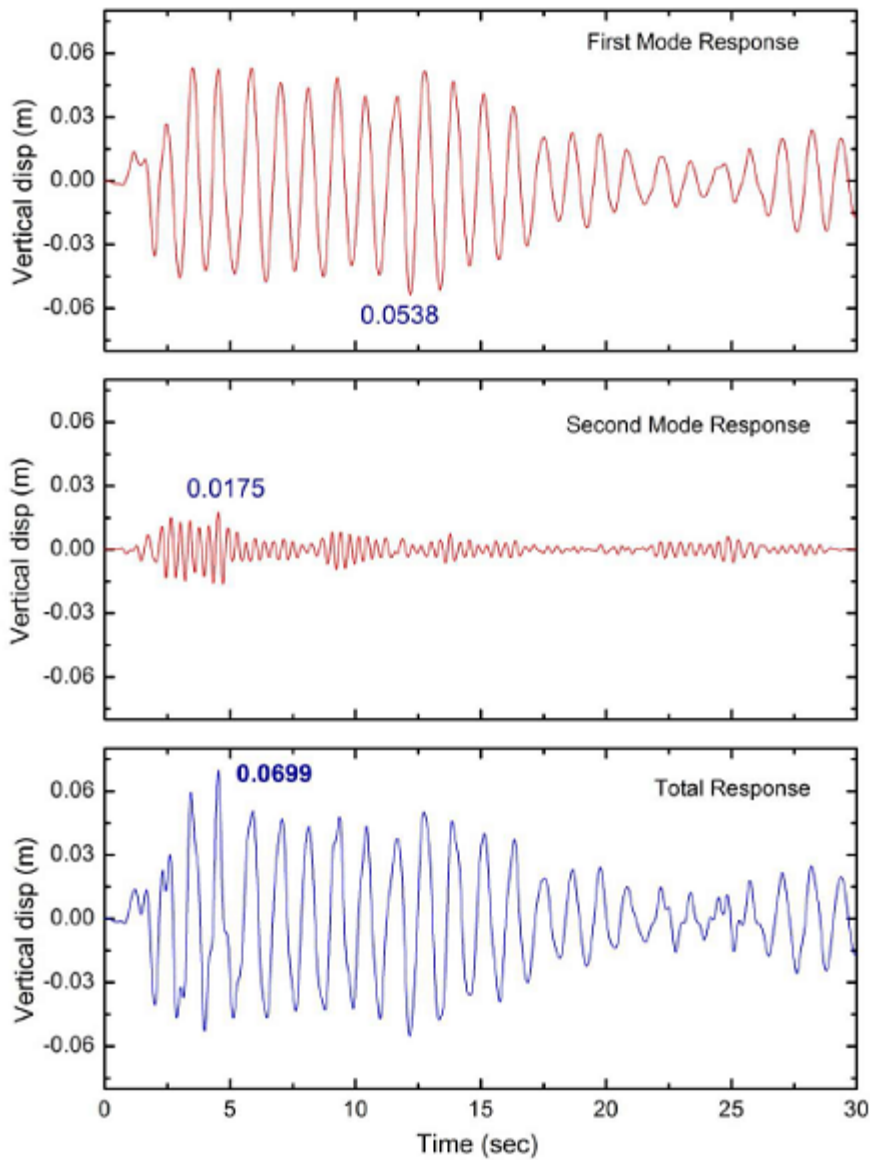 First Mode Response
Vertical disp (m)
0.06
0.03
0.00
-0.03
-0.06
0.0538
Second Mode Response
Vertical disp (m)
0.06
0.03
0.00
-0.03
-0.06
0.0175
Total Response
Vertical disp (m)
0.06
0.03
0.00
-0.03
-0.06
0.0699
0 5 10 15 20 25 30
Time (sec)